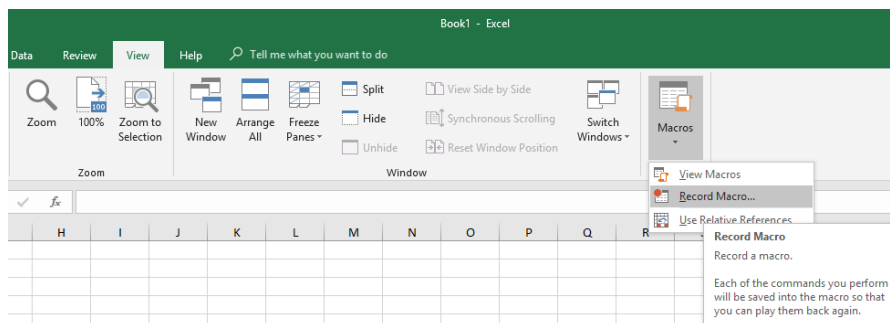 Book1 - Excel
Data Review View Help Tell me what you want to do
Zoom 100% Zoom to Selection New Window Arrange All Freeze Panes Split View Side by Side Switch Windows Macros
100
Hide Synchronous Scrolling
Unhide Reset Window Position
Zoom Window
View Macros
Record Macro...
Use Relative References
fx
H I J K L M N O P Q R
Record Macro
Record a macro.
Each of the commands you perform
will be saved into the macro so that
you can play them back again.